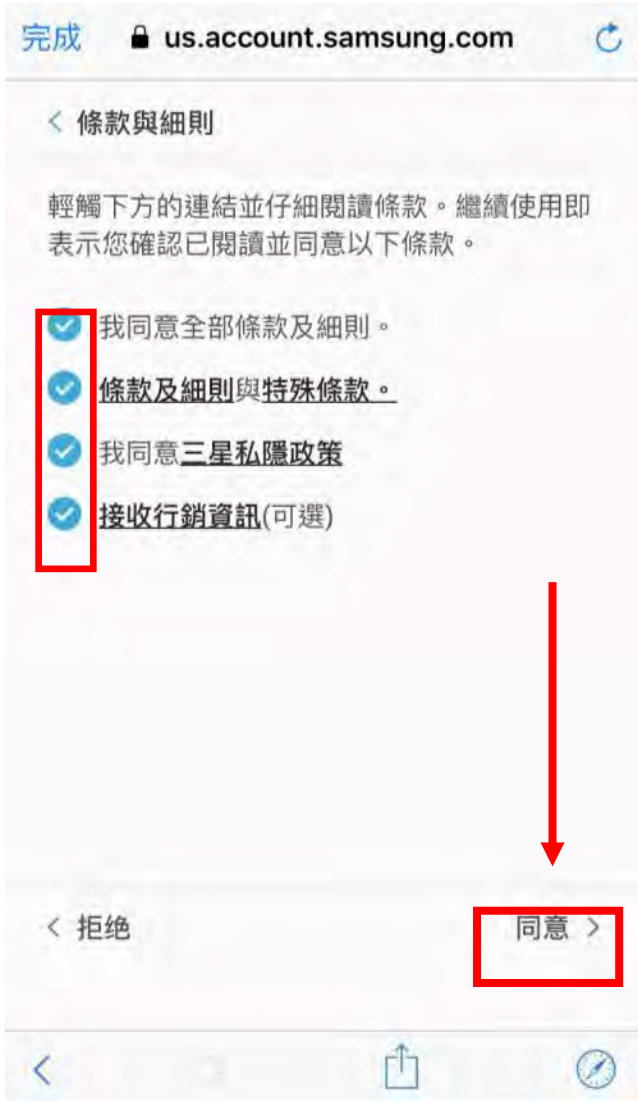 完成 us.account.samsung.com
< 條款與細則
輕觸下方的連結並仔細閱讀條款。繼續使用即
表示您確認已閱讀並同意以下條款。
我同意全部條款及細則。
條款及細則與特殊條款。
我同意三星私隱政策
接收行銷資訊(可選)
< 拒绝 同意 >